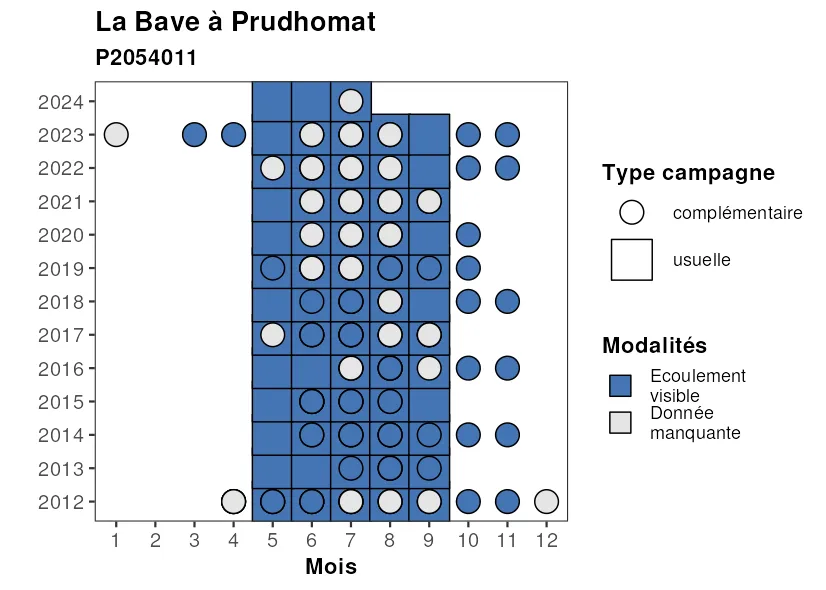 La Bave à Prudhomat
P2054011
2024
2023
2022
2021
2020
2019
2018
2017
2016
2015
2014
2013
2012
1 2 3 4 5 6 7 8 9 10 11 12
Mois
Type campagne
complémentaire
usuelle
Modalités
Ecoulement
visible
Donnée
manquante